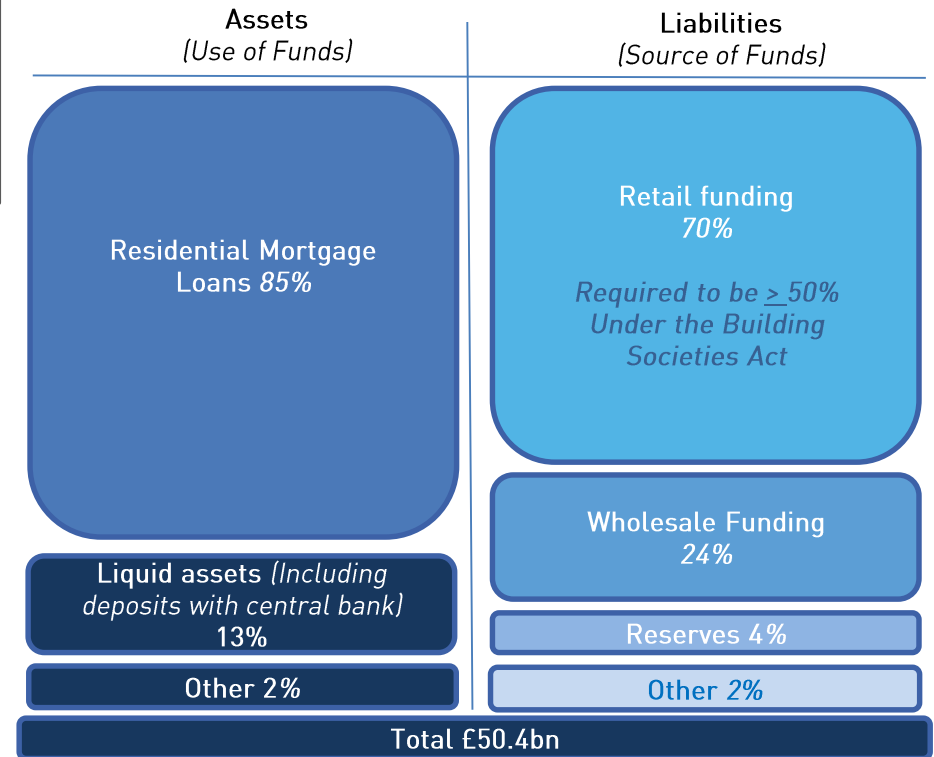 Assets
(Use of Funds)
Liabilities
(Source of Funds)
Residential Mortgage
Loans 85%
Liquid assets (Including
deposits with central bank)
13%
Other 2%
Retail funding
70%
Required to be > 50%
Under the Building
Societies Act
Wholesale Funding
24%
Reserves 4%
Other 2%
Total £50.4bn